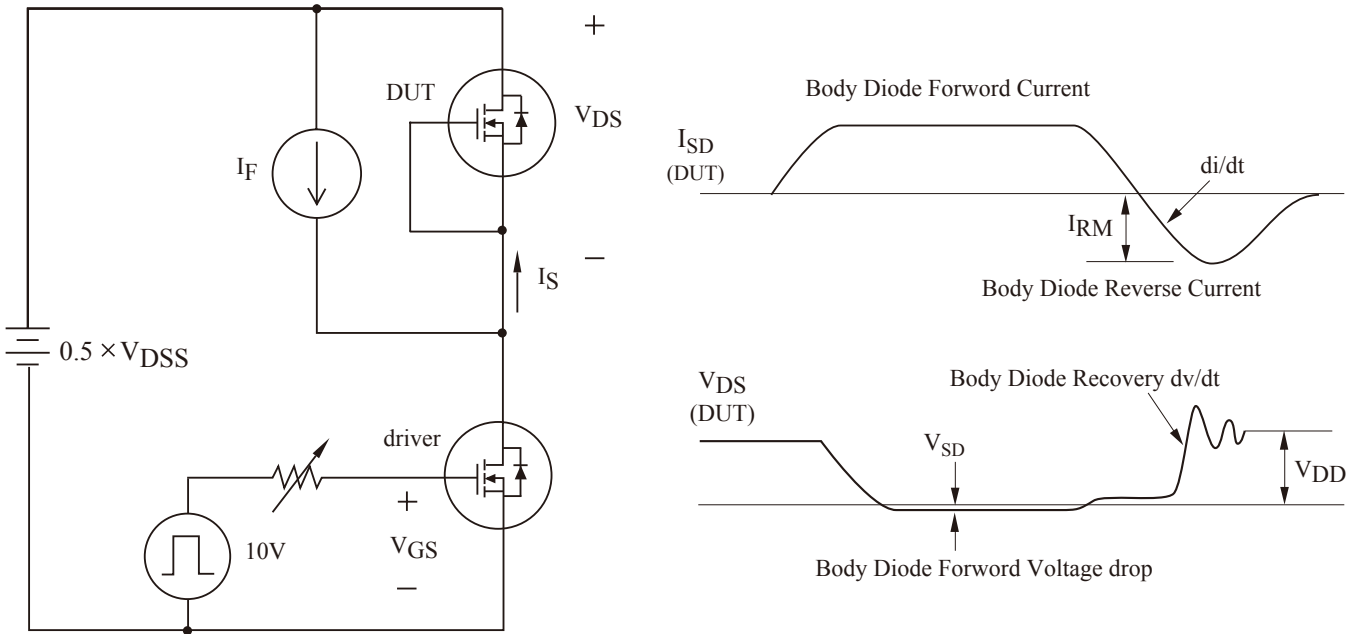 +
DUT
VDS
IF
−
IS
0.5 × VDSS
driver
+
10V
VGS
−
Body Diode Forword Current
ISD
(DUT)
di/dt
IRM
Body Diode Reverse Current
VDS
(DUT)
Body Diode Recovery dv/dt
VSD
VDD
Body Diode Forword Voltage drop